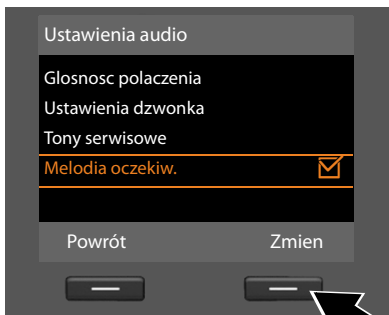 Ustawienia audio
Glosnosc polaczenia
Ustawienia dzwonka
Tony serwisowe
Melodia oczekiw.
Powrót Zmien